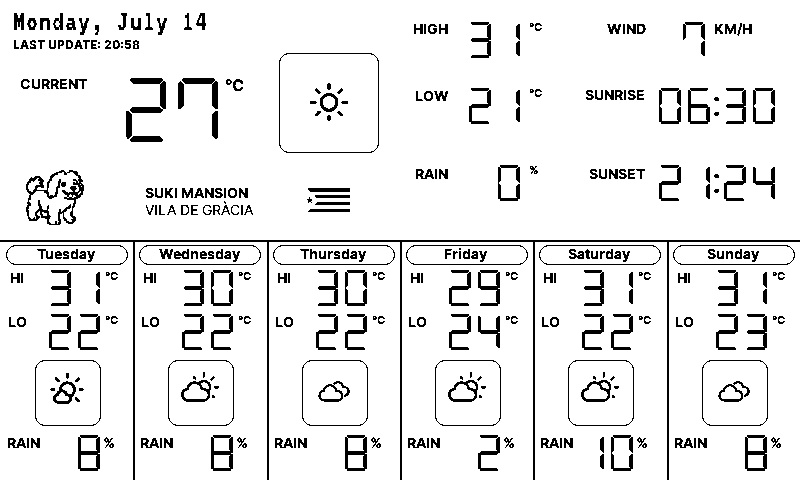 Monday, July 14
LAST UPDATE: 20:58
CURRENT 27 °C
HIGH 31 °C
WIND 7 KM/H
LOW 21 °C
SUNRISE 06:30
RAIN 0 %
SUNSET 21:24
SUKI MANSION
VILA DE GRÀCIA
Tuesday
HI 31 °C
LO 22 °C
RAIN 8 %
Wednesday
HI 30 °C
LO 22 °C
RAIN 8 %
Thursday
HI 30 °C
LO 22 °C
RAIN 8 %
Friday
HI 29 °C
LO 24 °C
RAIN 2 %
Saturday
HI 31 °C
LO 22 °C
RAIN 10 %
Sunday
HI 31 °C
LO 23 °C
RAIN 8 %